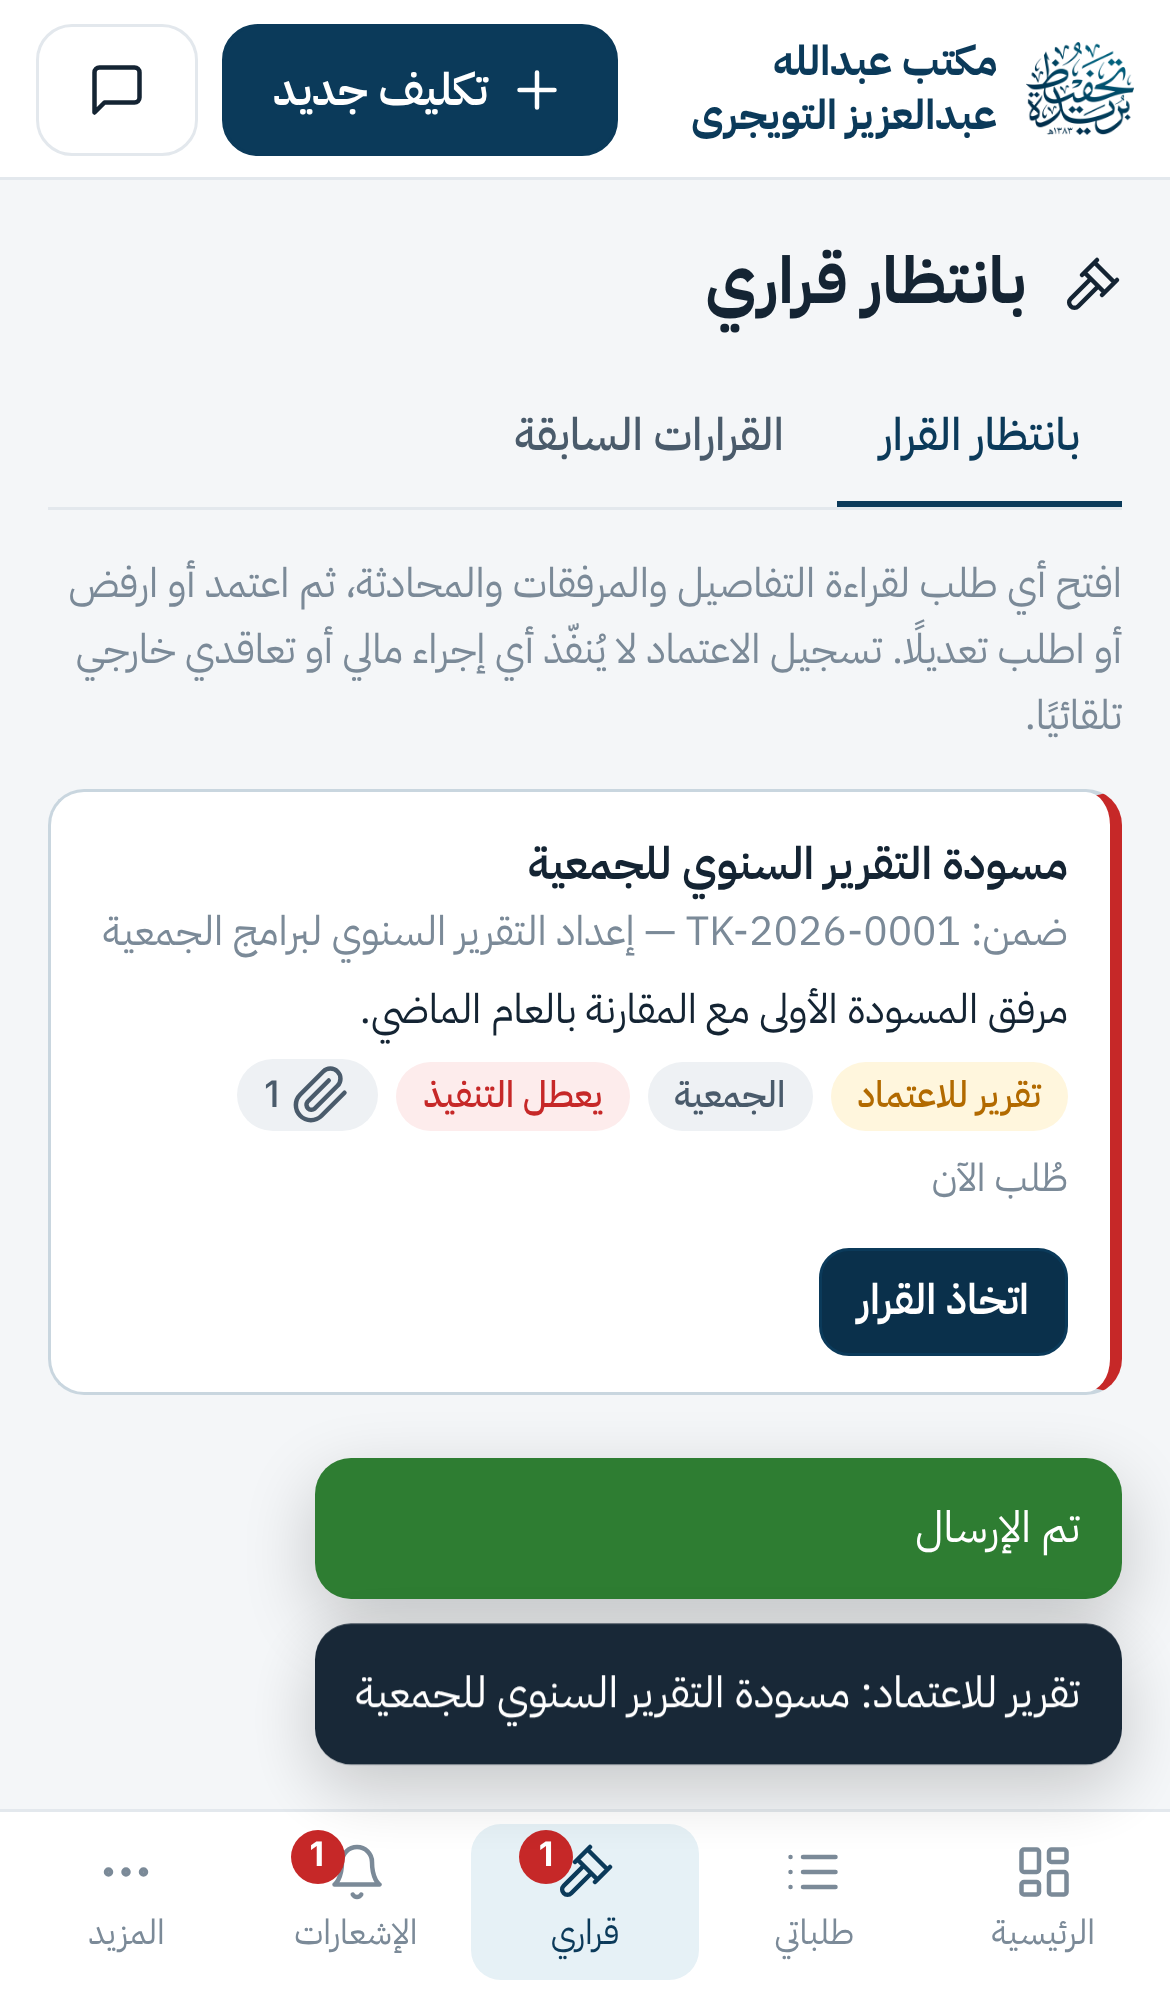 تحفيظ
بريدة
١٣٨٣هـ
مكتب عبدالله
عبدالعزيز التويجري
تكليف جديد
بانتظار قراري
بانتظار القرار
القرارات السابقة
افتح أي طلب لقراءة التفاصيل والمرفقات والمحادثة، ثم اعتمد أو ارفض
أو اطلب تعديلًا. تسجيل الاعتماد لا يُنفّذ أي إجراء مالي أو تعاقدي خارجي
تلقائيًا.
مسودة التقرير السنوي للجمعية
ضمن: TK-2026-0001 — إعداد التقرير السنوي لبرامج الجمعية
مرفق المسودة الأولى مع المقارنة بالعام الماضي.
تقرير للاعتماد
الجمعية
يعطل التنفيذ
1
طُلب الآن
اتخاذ القرار
تم الإرسال
تقرير للاعتماد: مسودة التقرير السنوي للجمعية
الرئيسية
طلباتي
1
قراري
1
الإشعارات
المزيد